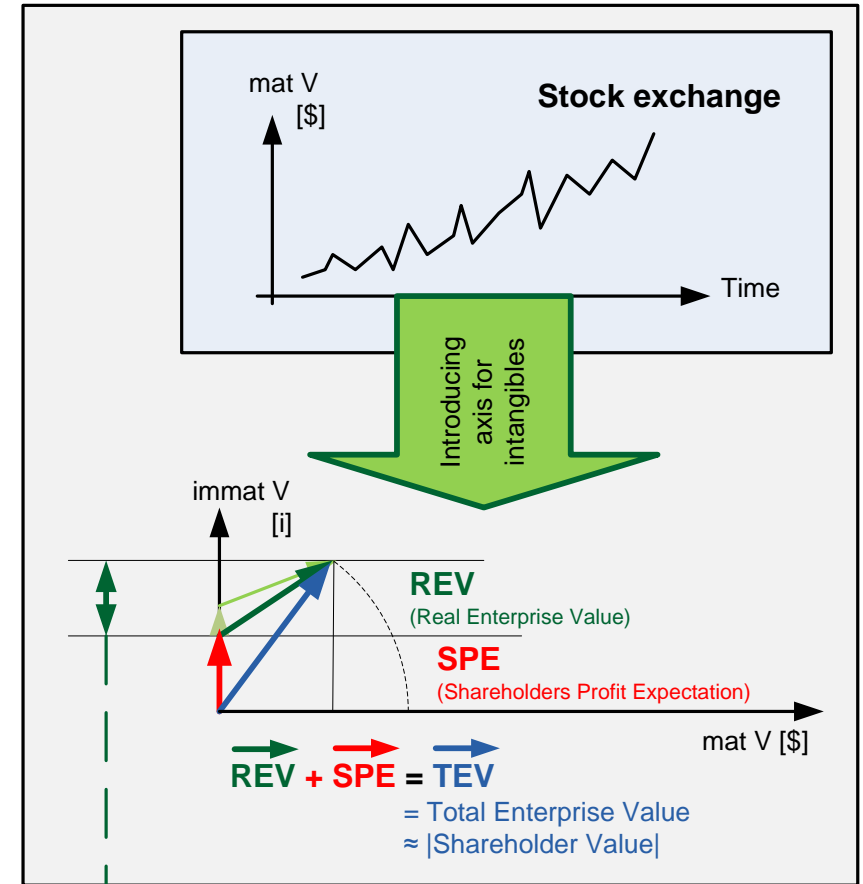 mat V
[$]
Stock exchange
Time
Introducing
axis for
intangibles
immat V
[i]
REV
(Real Enterprise Value)
SPE
(Shareholders Profit Expectation)
mat V [$]
REV + SPE = TEV
= Total Enterprise Value
≈ |Shareholder Value|